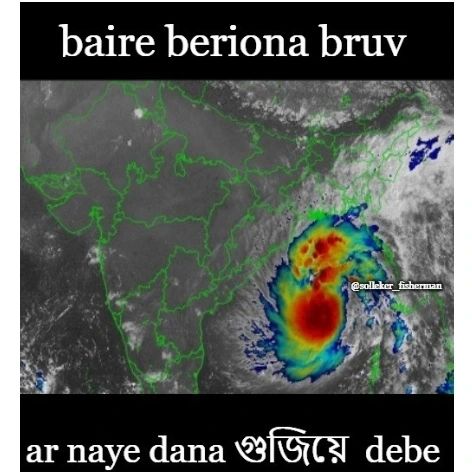 baire beriona bruv
@solleker_fisherman
ar naye dana গুজিয়ে debe